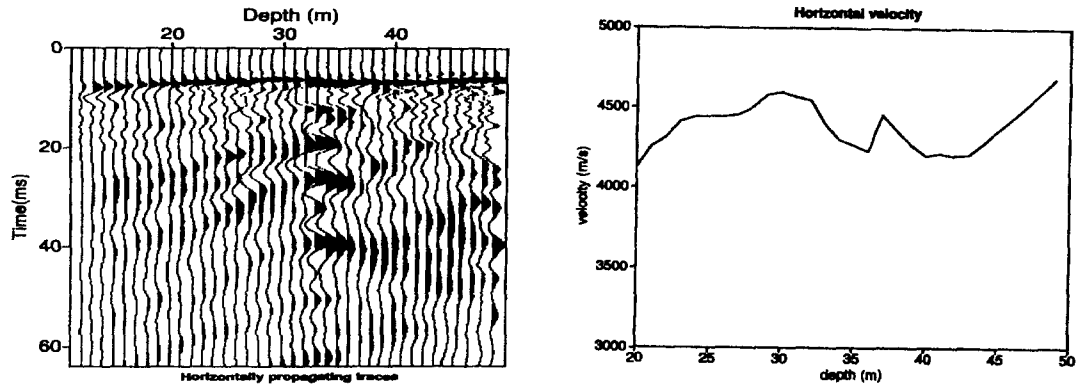 Depth (m)
20 30 40
0
20
40
60
Time(ms)
Horizontally propagating traces
Horizontal velocity
5000
4500
4000
3500
3000
velocity (m/s)
20 25 30 35 40 45 50
depth (m)